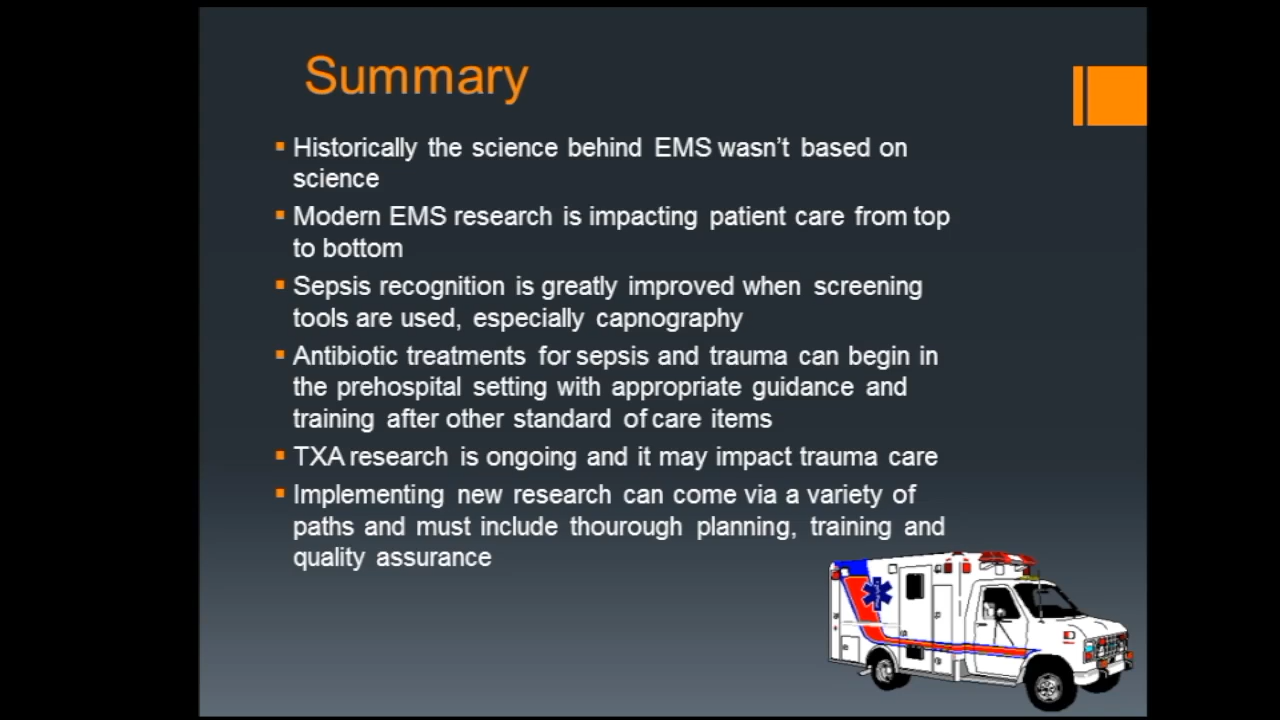 Summary
Historically the science behind EMS wasn’t based on
science
Modern EMS research is impacting patient care from top
to bottom
Sepsis recognition is greatly improved when screening
tools are used, especially capnography
Antibiotic treatments for sepsis and trauma can begin in
the prehospital setting with appropriate guidance and
training after other standard of care items
TXA research is ongoing and it may impact trauma care
Implementing new research can come via a variety of
paths and must include thourough planning, training and
quality assurance